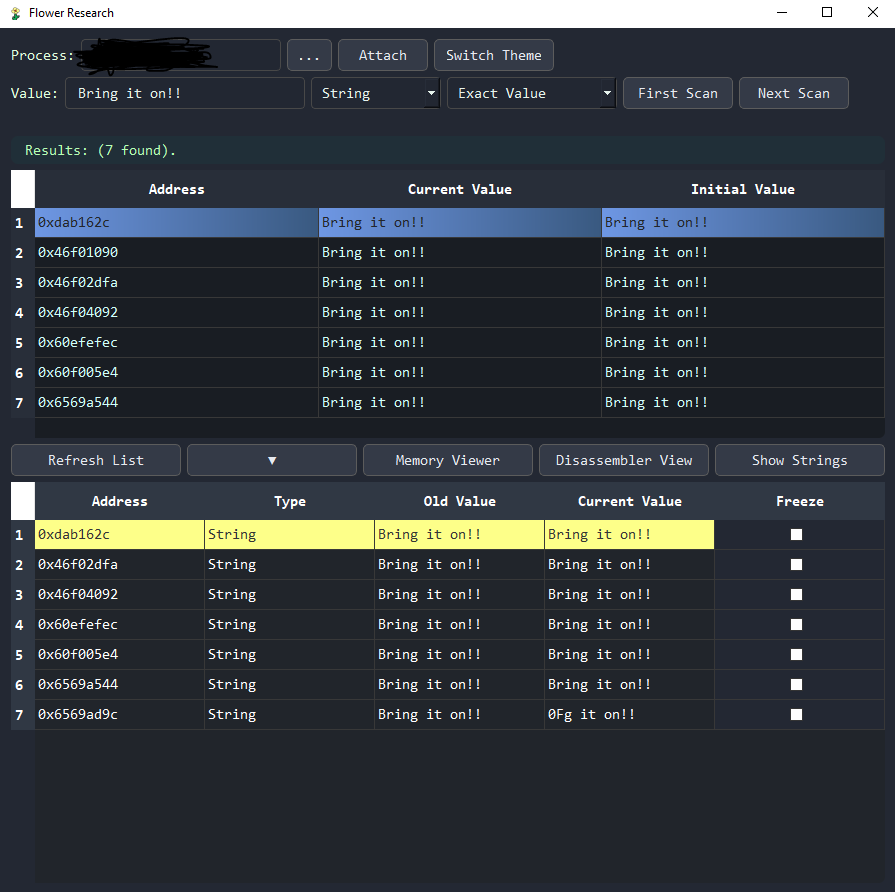 Flower Research
Process: ... Attach Switch Theme
Value: Bring it on!! String Exact Value First Scan Next Scan
Results: (7 found).
Address Current Value Initial Value
1 0xdab162c Bring it on!! Bring it on!!
2 0x46f01090 Bring it on!! Bring it on!!
3 0x46f02dfa Bring it on!! Bring it on!!
4 0x46f04092 Bring it on!! Bring it on!!
5 0x60efefec Bring it on!! Bring it on!!
6 0x60f005e4 Bring it on!! Bring it on!!
7 0x6569a544 Bring it on!! Bring it on!!
Refresh List ▼ Memory Viewer Disassembler View Show Strings
Address Type Old Value Current Value Freeze
1 0xdab162c String Bring it on!! Bring it on!!
2 0x46f02dfa String Bring it on!! Bring it on!!
3 0x46f04092 String Bring it on!! Bring it on!!
4 0x60efefec String Bring it on!! Bring it on!!
5 0x60f005e4 String Bring it on!! Bring it on!!
6 0x6569a544 String Bring it on!! Bring it on!!
7 0x6569ad9c String Bring it on!! 0Fg it on!!